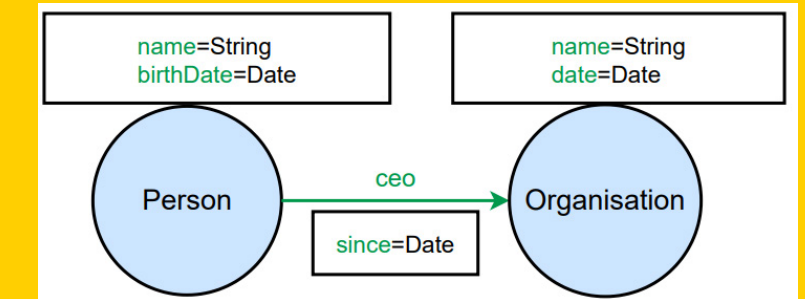 name=String
birthDate=Date
name=String
date=Date
Person
ceo
Organisation
since=Date